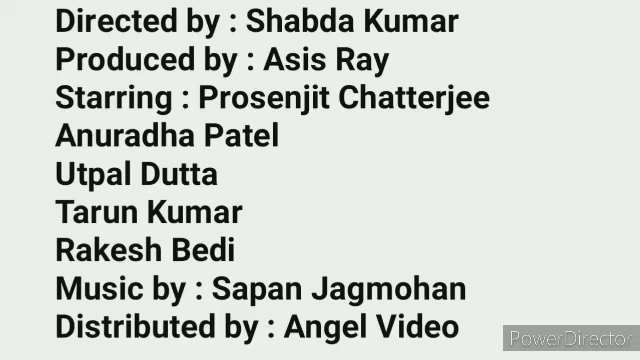 Directed by : Shabda Kumar
Produced by : Asis Ray
Starring : Prosenjit Chatterjee
Anuradha Patel
Utpal Dutta
Tarun Kumar
Rakesh Bedi
Music by : Sapan Jagmohan
Distributed by : Angel Video
PowerDirector